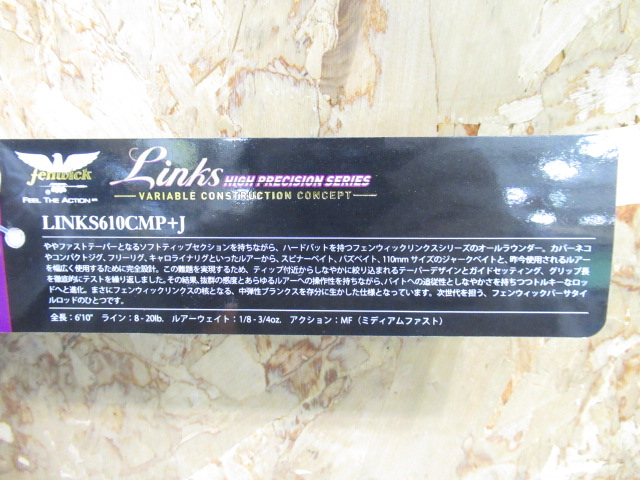 fenwick
FEEL THE ACTION
Links HIGH PRECISION SERIES
VARIABLE CONSTRUCTION CONCEPT
LINKS610CMP+J
ややファストテーパーとなるソフトティップセクションを持ちながら、ハードバットを持つフェンウィックリンクスシリーズのオールラウンダー。カバーネコ
やコンパクトジグ、フリーリグ、キャロライナリグといったルアーから、スピナーベイト、バズベイト、110mmサイズのジャークベイトと、昨今使用されるルアー
を幅広く使用するために完全設計。この難題を実現するため、ティップ付近からしなやかに絞り込まれるテーパーデザインとガイドセッティング、グリップ長
を徹底的にテストを繰り返しました。その結果、抜群の感度とあらゆるルアーへの操作性を持ちながら、バイトへの追従性としなやかさを持ちつつトルキーなロッ
ドへと進化。まさにフェンウィックリンクスの核となる、中弾性ブランクスを存分に生かした仕様となっています。次世代を担う、フェンウィックバーサタイ
ルロッドのひとつです。
全長：6'10" ライン：8 - 20lb. ルアーウェイト：1/8 - 3/4oz. アクション：MF（ミディアムファスト）